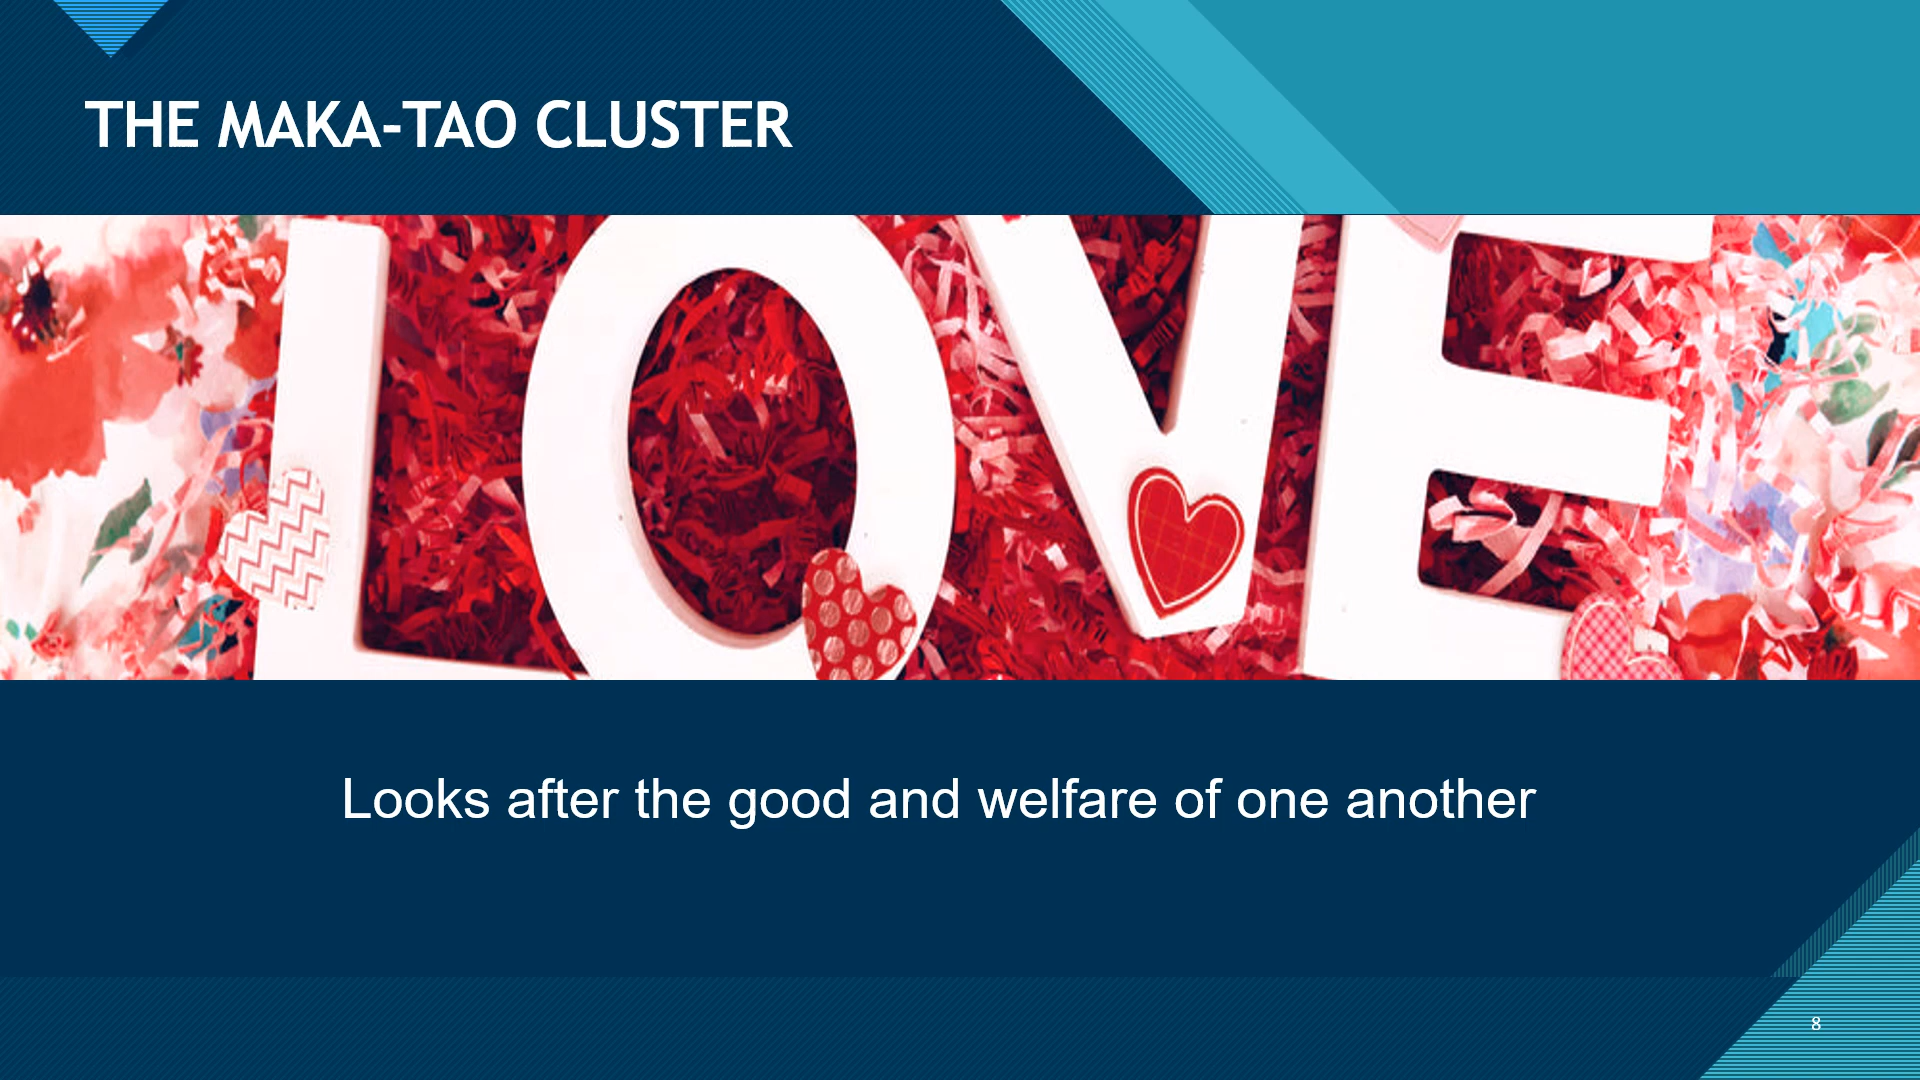 THE MAKA-TAO CLUSTER
LOVE
Looks after the good and welfare of one another
8